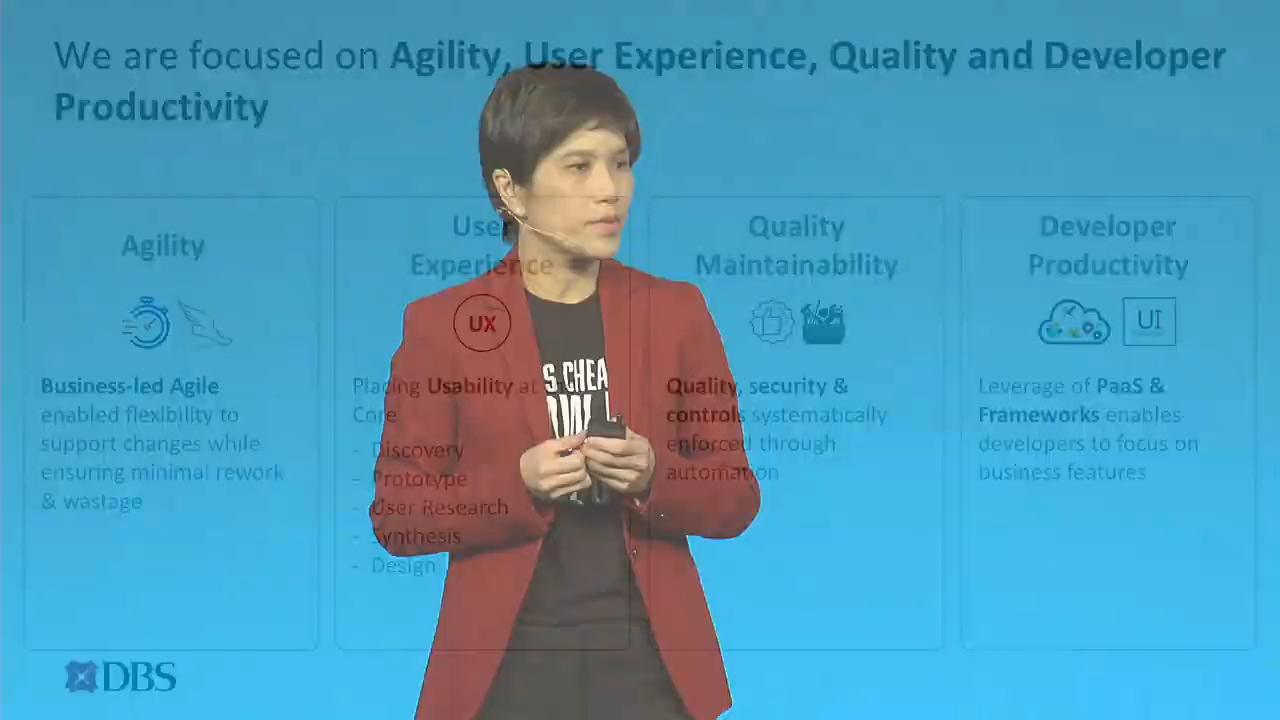 We are focused on Agility, User Experience, Quality and Developer
Productivity
Agility
Business-led Agile
enabled flexibility to
support changes while
ensuring minimal rework
& wastage
User
Experience
UX
Placing Usability at
Core
- Discovery
- Prototype
- User Research
- Synthesis
- Design
Quality
Maintainability
Quality, security &
controls systematically
enforced through
automation
Developer
Productivity
UI
Leverage of PaaS &
Frameworks enables
developers to focus on
business features
S CHEA
DBS